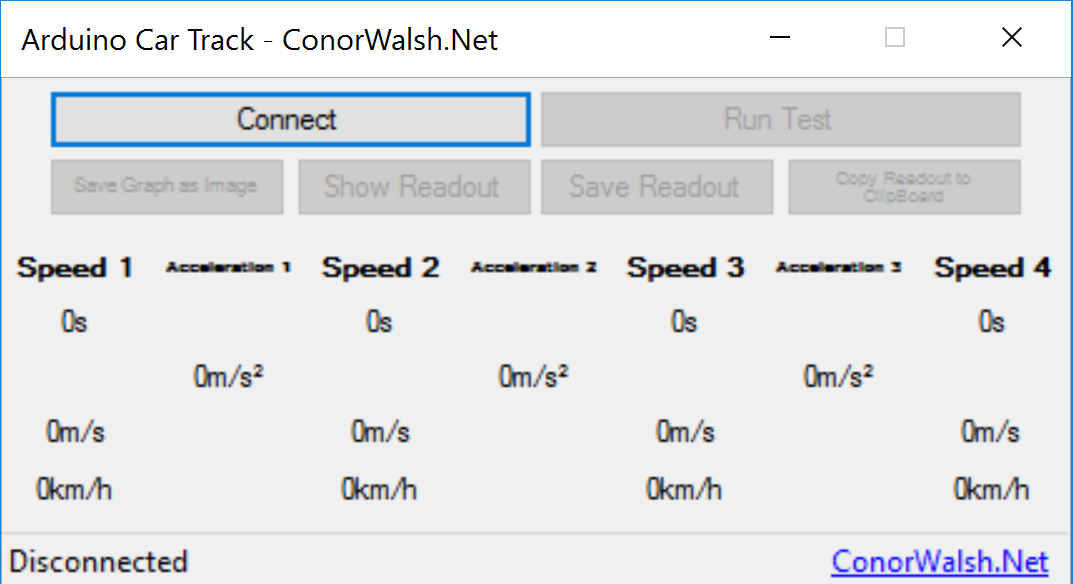 Arduino Car Track - ConorWalsh.Net
Connect Run Test
Save Graph as Image Show Readout Save Readout Copy Readout to
ClipBoard
Speed 1 Acceleration 1 Speed 2 Acceleration 2 Speed 3 Acceleration 3 Speed 4
0s 0s 0s 0s
0m/s² 0m/s² 0m/s²
0m/s 0m/s 0m/s 0m/s
0km/h 0km/h 0km/h 0km/h
Disconnected ConorWalsh.Net